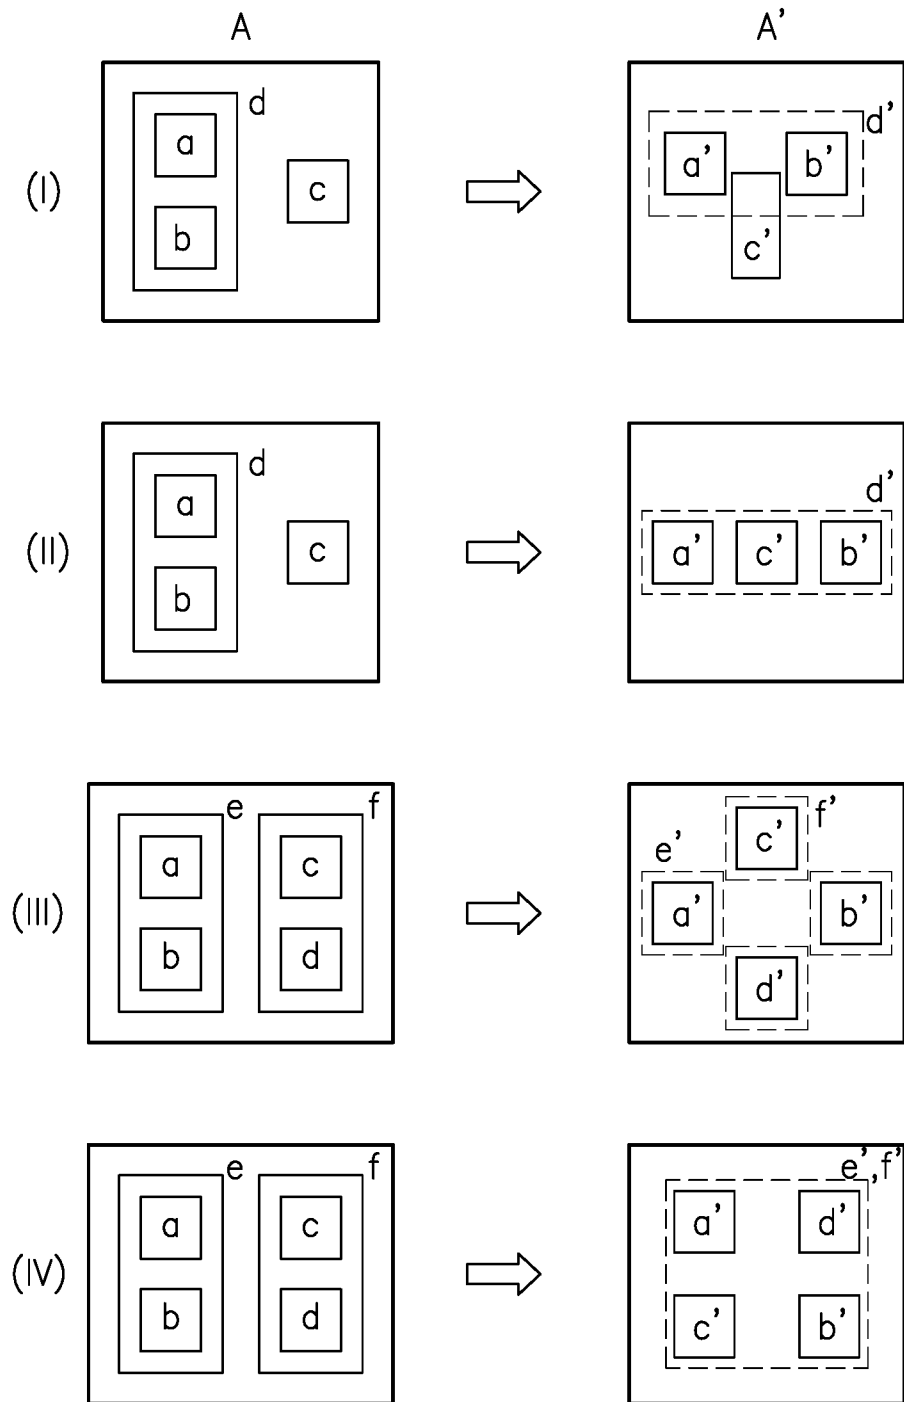 A A’
(I) d a b c d’ a’ b’ c’
(II) d a b c d’ a’ c’ b’
(III) e f a c b d c’ f’ e’ a’ b’ d’
(IV) e f a c b d e’,f’ a’ d’ c’ b’